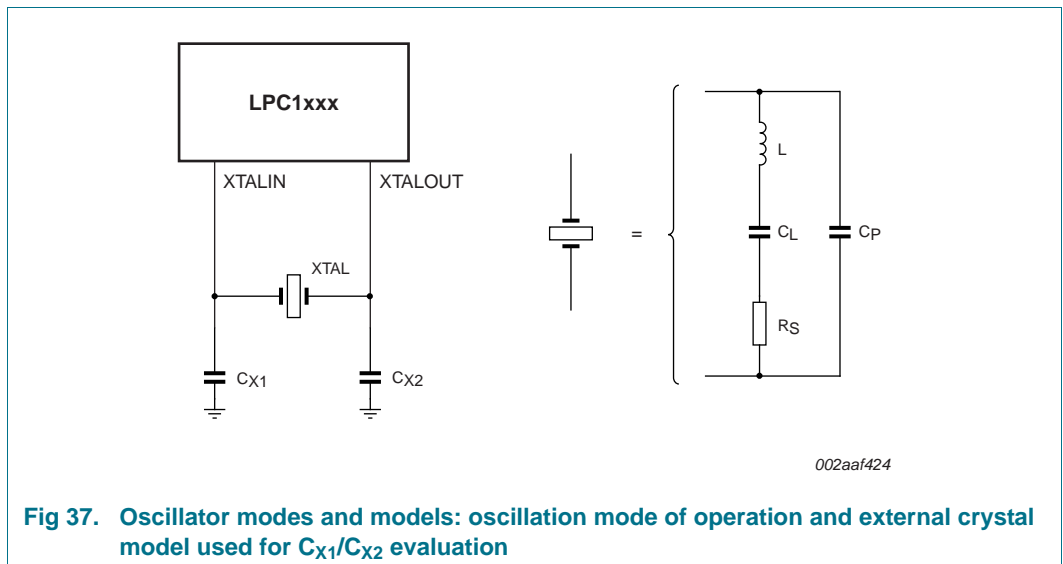 LPC1xxx
XTALIN XTALOUT
XTAL
CX1 CX2
=
L
CL CP
RS
002aaf424
Fig 37. Oscillator modes and models: oscillation mode of operation and external crystal
model used for CX1/CX2 evaluation